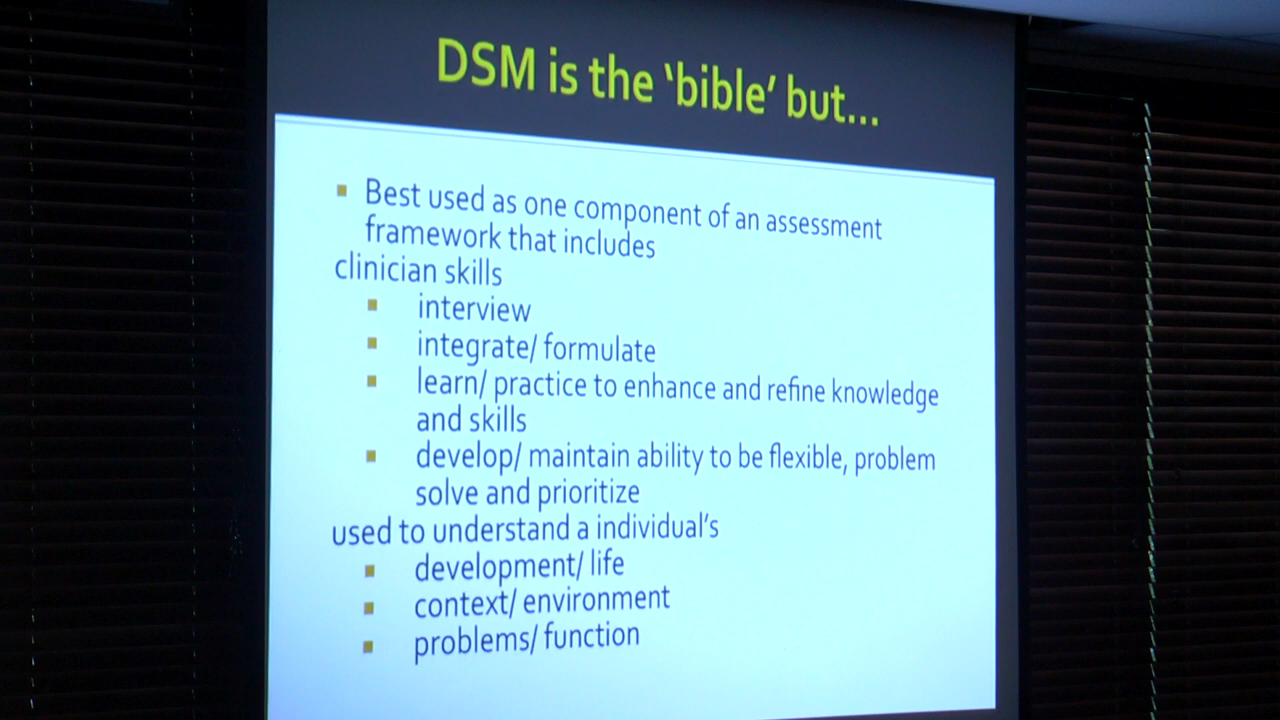 DSM is the ‘bible’ but...
▪ Best used as one component of an assessment
framework that includes
clinician skills
▪ interview
▪ integrate/ formulate
▪ learn/ practice to enhance and refine knowledge
and skills
▪ develop/ maintain ability to be flexible, problem
solve and prioritize
used to understand a individual’s
▪ development/ life
▪ context/ environment
▪ problems/ function